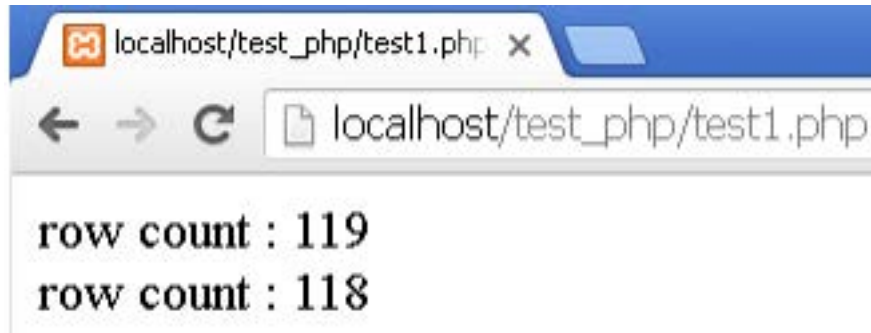 localhost/test_php/test1.php
localhost/test_php/test1.php
row count : 119
row count : 118